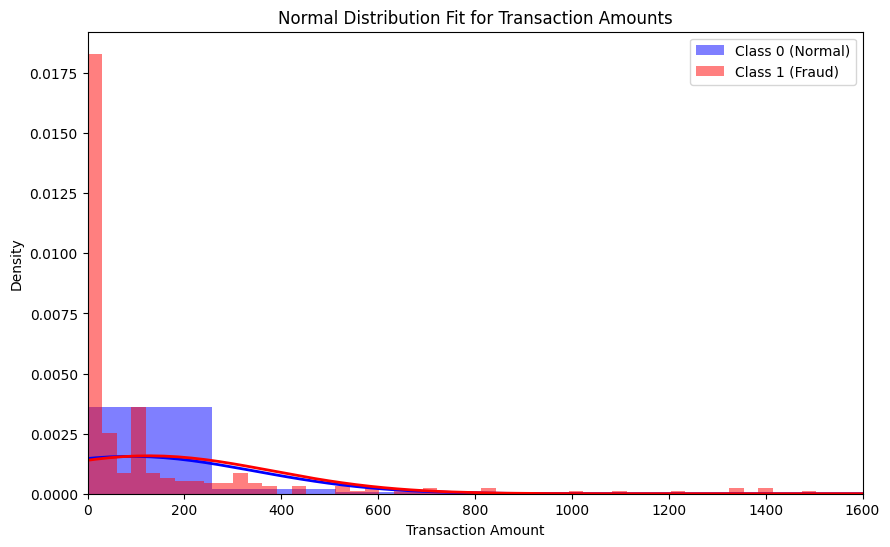 Normal Distribution Fit for Transaction Amounts
Class 0 (Normal)
Class 1 (Fraud)
0.0175
0.0150
0.0125
0.0100
0.0075
0.0050
0.0025
0.0000
Density
0 200 400 600 800 1000 1200 1400 1600
Transaction Amount